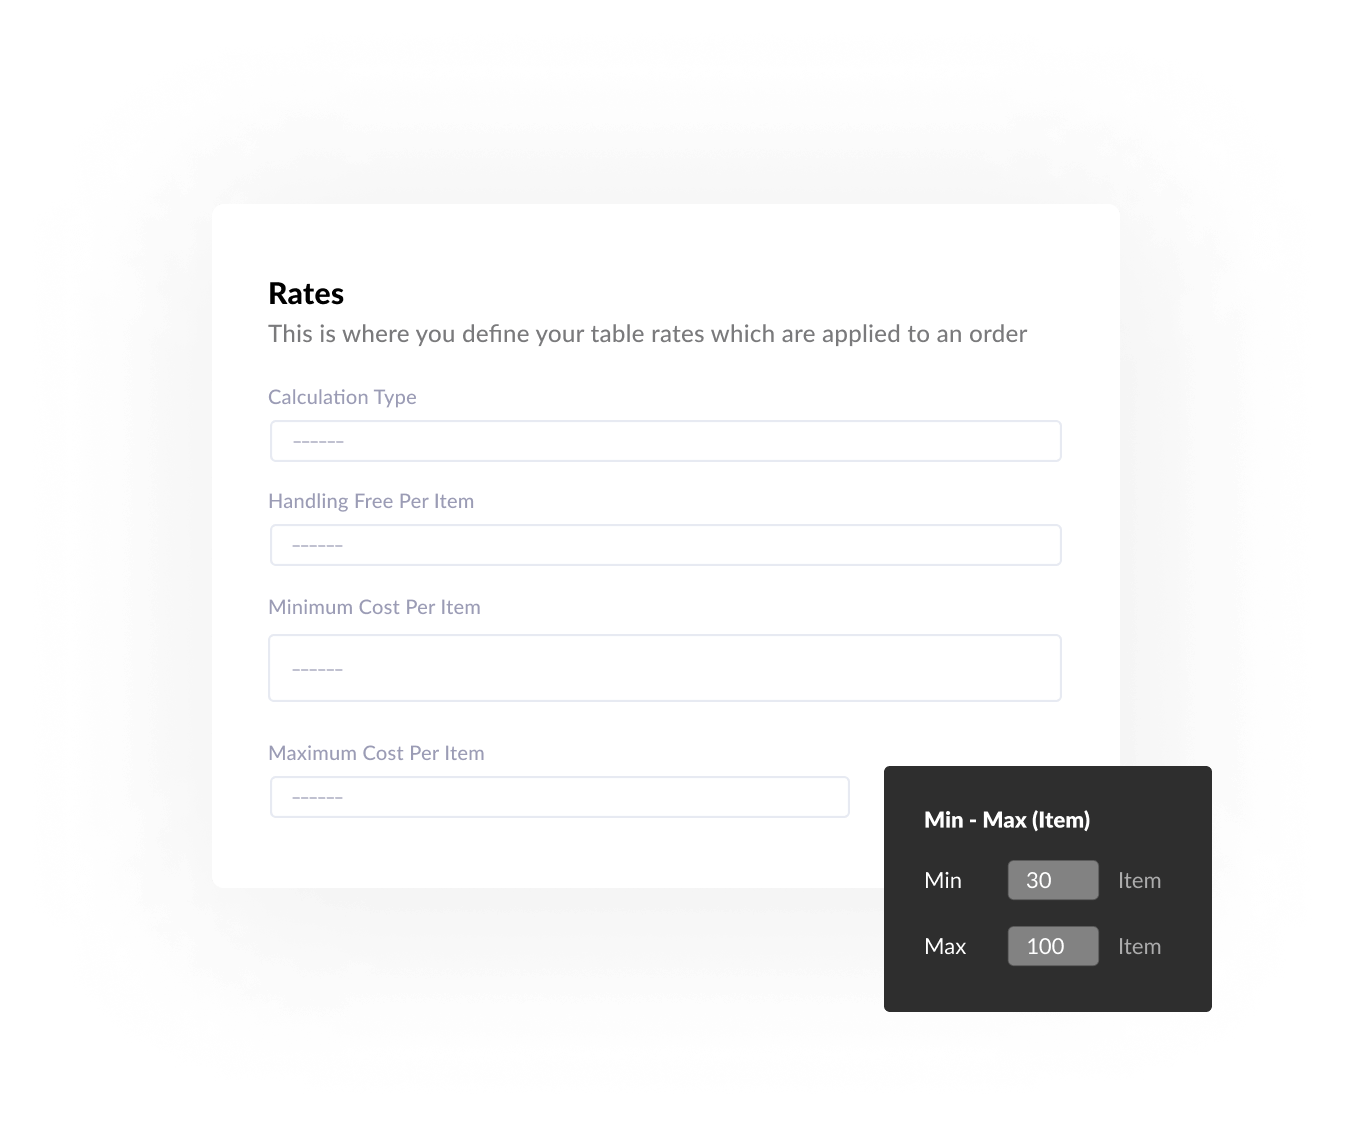 Rates
This is where you define your table rates which are applied to an order
Calculation Type
------
Handling Free Per Item
------
Minimum Cost Per Item
------
Maximum Cost Per Item
------
Min - Max (Item)
Min 30 Item
Max 100 Item